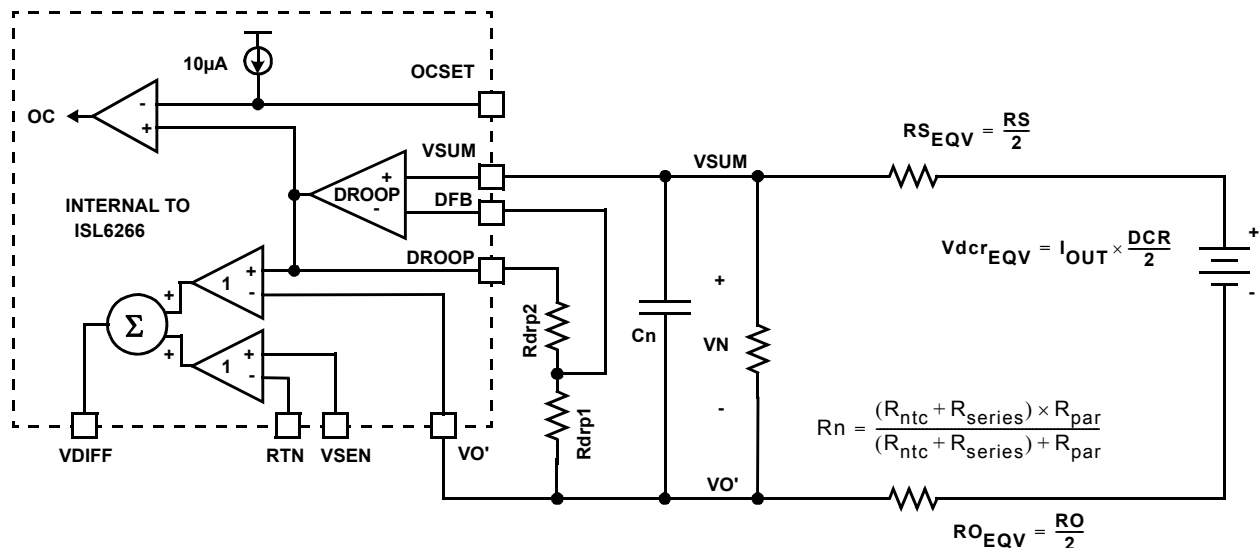 10µA
OCSET
OC
-
+
VSUM
+
DROOP
-
DFB
INTERNAL TO
ISL6266
DROOP
+
1
-
+
Σ
+
+
1
-
VDIFF
RTN
VSEN
VO'
Rdrp2
Rdrp1
VSUM
Cn
+
VN
-
VO'
RS_EQV = RS/2
Vdcr_EQV = I_OUT × DCR/2
+
-
Rn = (R_ntc + R_series) × R_par / (R_ntc + R_series) + R_par
RO_EQV = RO/2